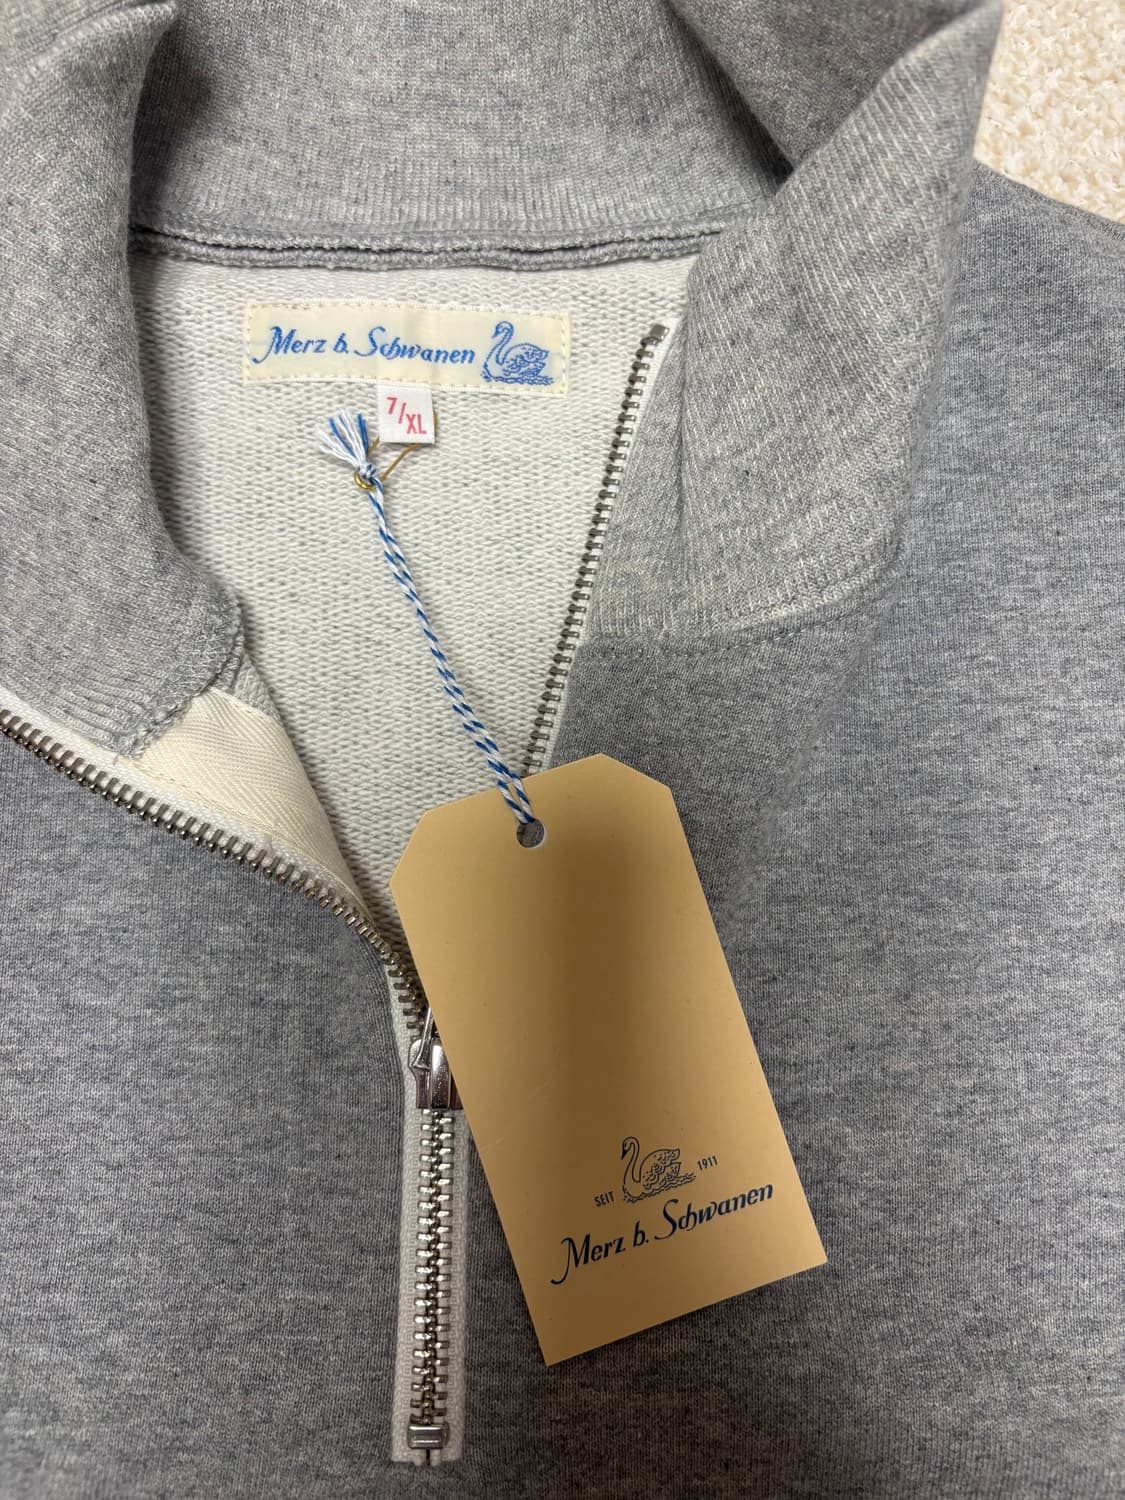 Merz b. Schwanen
7/XL
SEIT 1911
Merz b. Schwanen